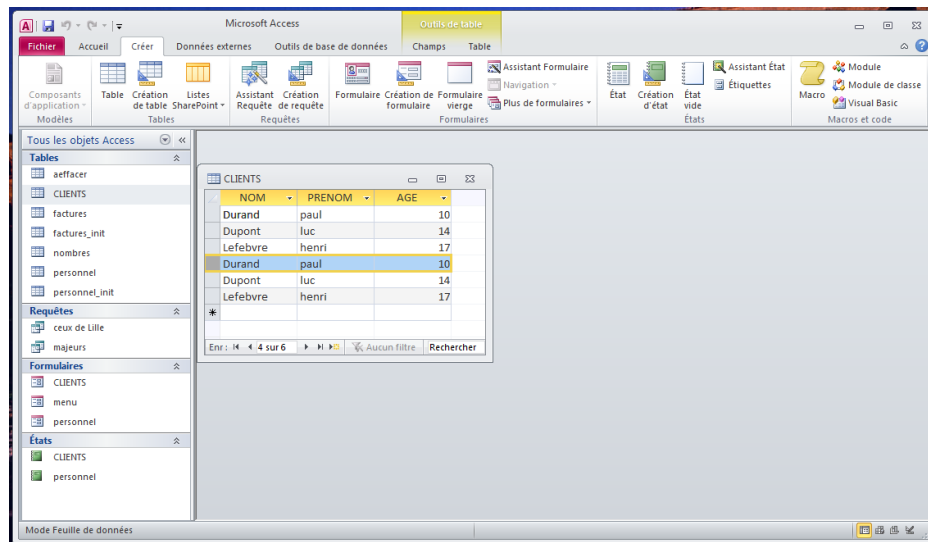 Microsoft Access
Outils de table
Fichier Accueil Créer Données externes Outils de base de données Champs Table
Composants d'application
Table
Création de table
Listes SharePoint
Assistant Requête
Création de requête
Formulaire
Création de formulaire
Formulaire vierge
Assistant Formulaire
Navigation
Plus de formulaires
État
Création d'état
État vide
Assistant État
Étiquettes
Macro
Module
Module de classe
Visual Basic
Modèles Tables Requêtes Formulaires États Macros et code
Tous les objets Access
Tables
aeffacer
CLIENTS
factures
factures_init
nombres
personnel
personnel_init
Requêtes
ceux de Lille
majeurs
Formulaires
CLIENTS
menu
personnel
États
CLIENTS
personnel
CLIENTS
NOM PRENOM AGE
Durand paul 10
Dupont luc 14
Lefebvre henri 17
Durand paul 10
Dupont luc 14
Lefebvre henri 17
Enr : 4 sur 6 Aucun filtre Rechercher
Mode Feuille de données